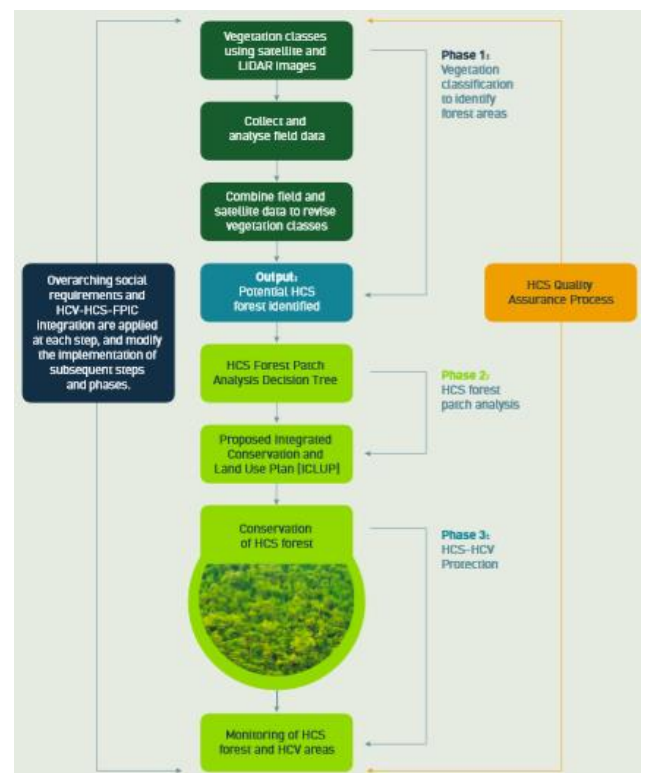 Vegetation classes
using satellite and
LiDAR images
Phase 1:
Vegetation
classification
to identify
forest areas
Collect and
analyse field data
Combine field and
satellite data to revise
vegetation classes
Overarching social
requirements and
HCV-HCS-FPIC
integration are applied
at each step, and modify
the implementation of
subsequent steps
and phases.
Output:
Potential HCS
forest identified
HCS Quality
Assurance Process
HCS Forest Patch
Analysis Decision Tree
Phase 2:
HCS forest
patch analysis
Proposed Integrated
Conservation and
Land Use Plan [ICLUP]
Conservation
of HCS forest
Phase 3:
HCS-HCV
Protection
Monitoring of HCS
forest and HCV areas